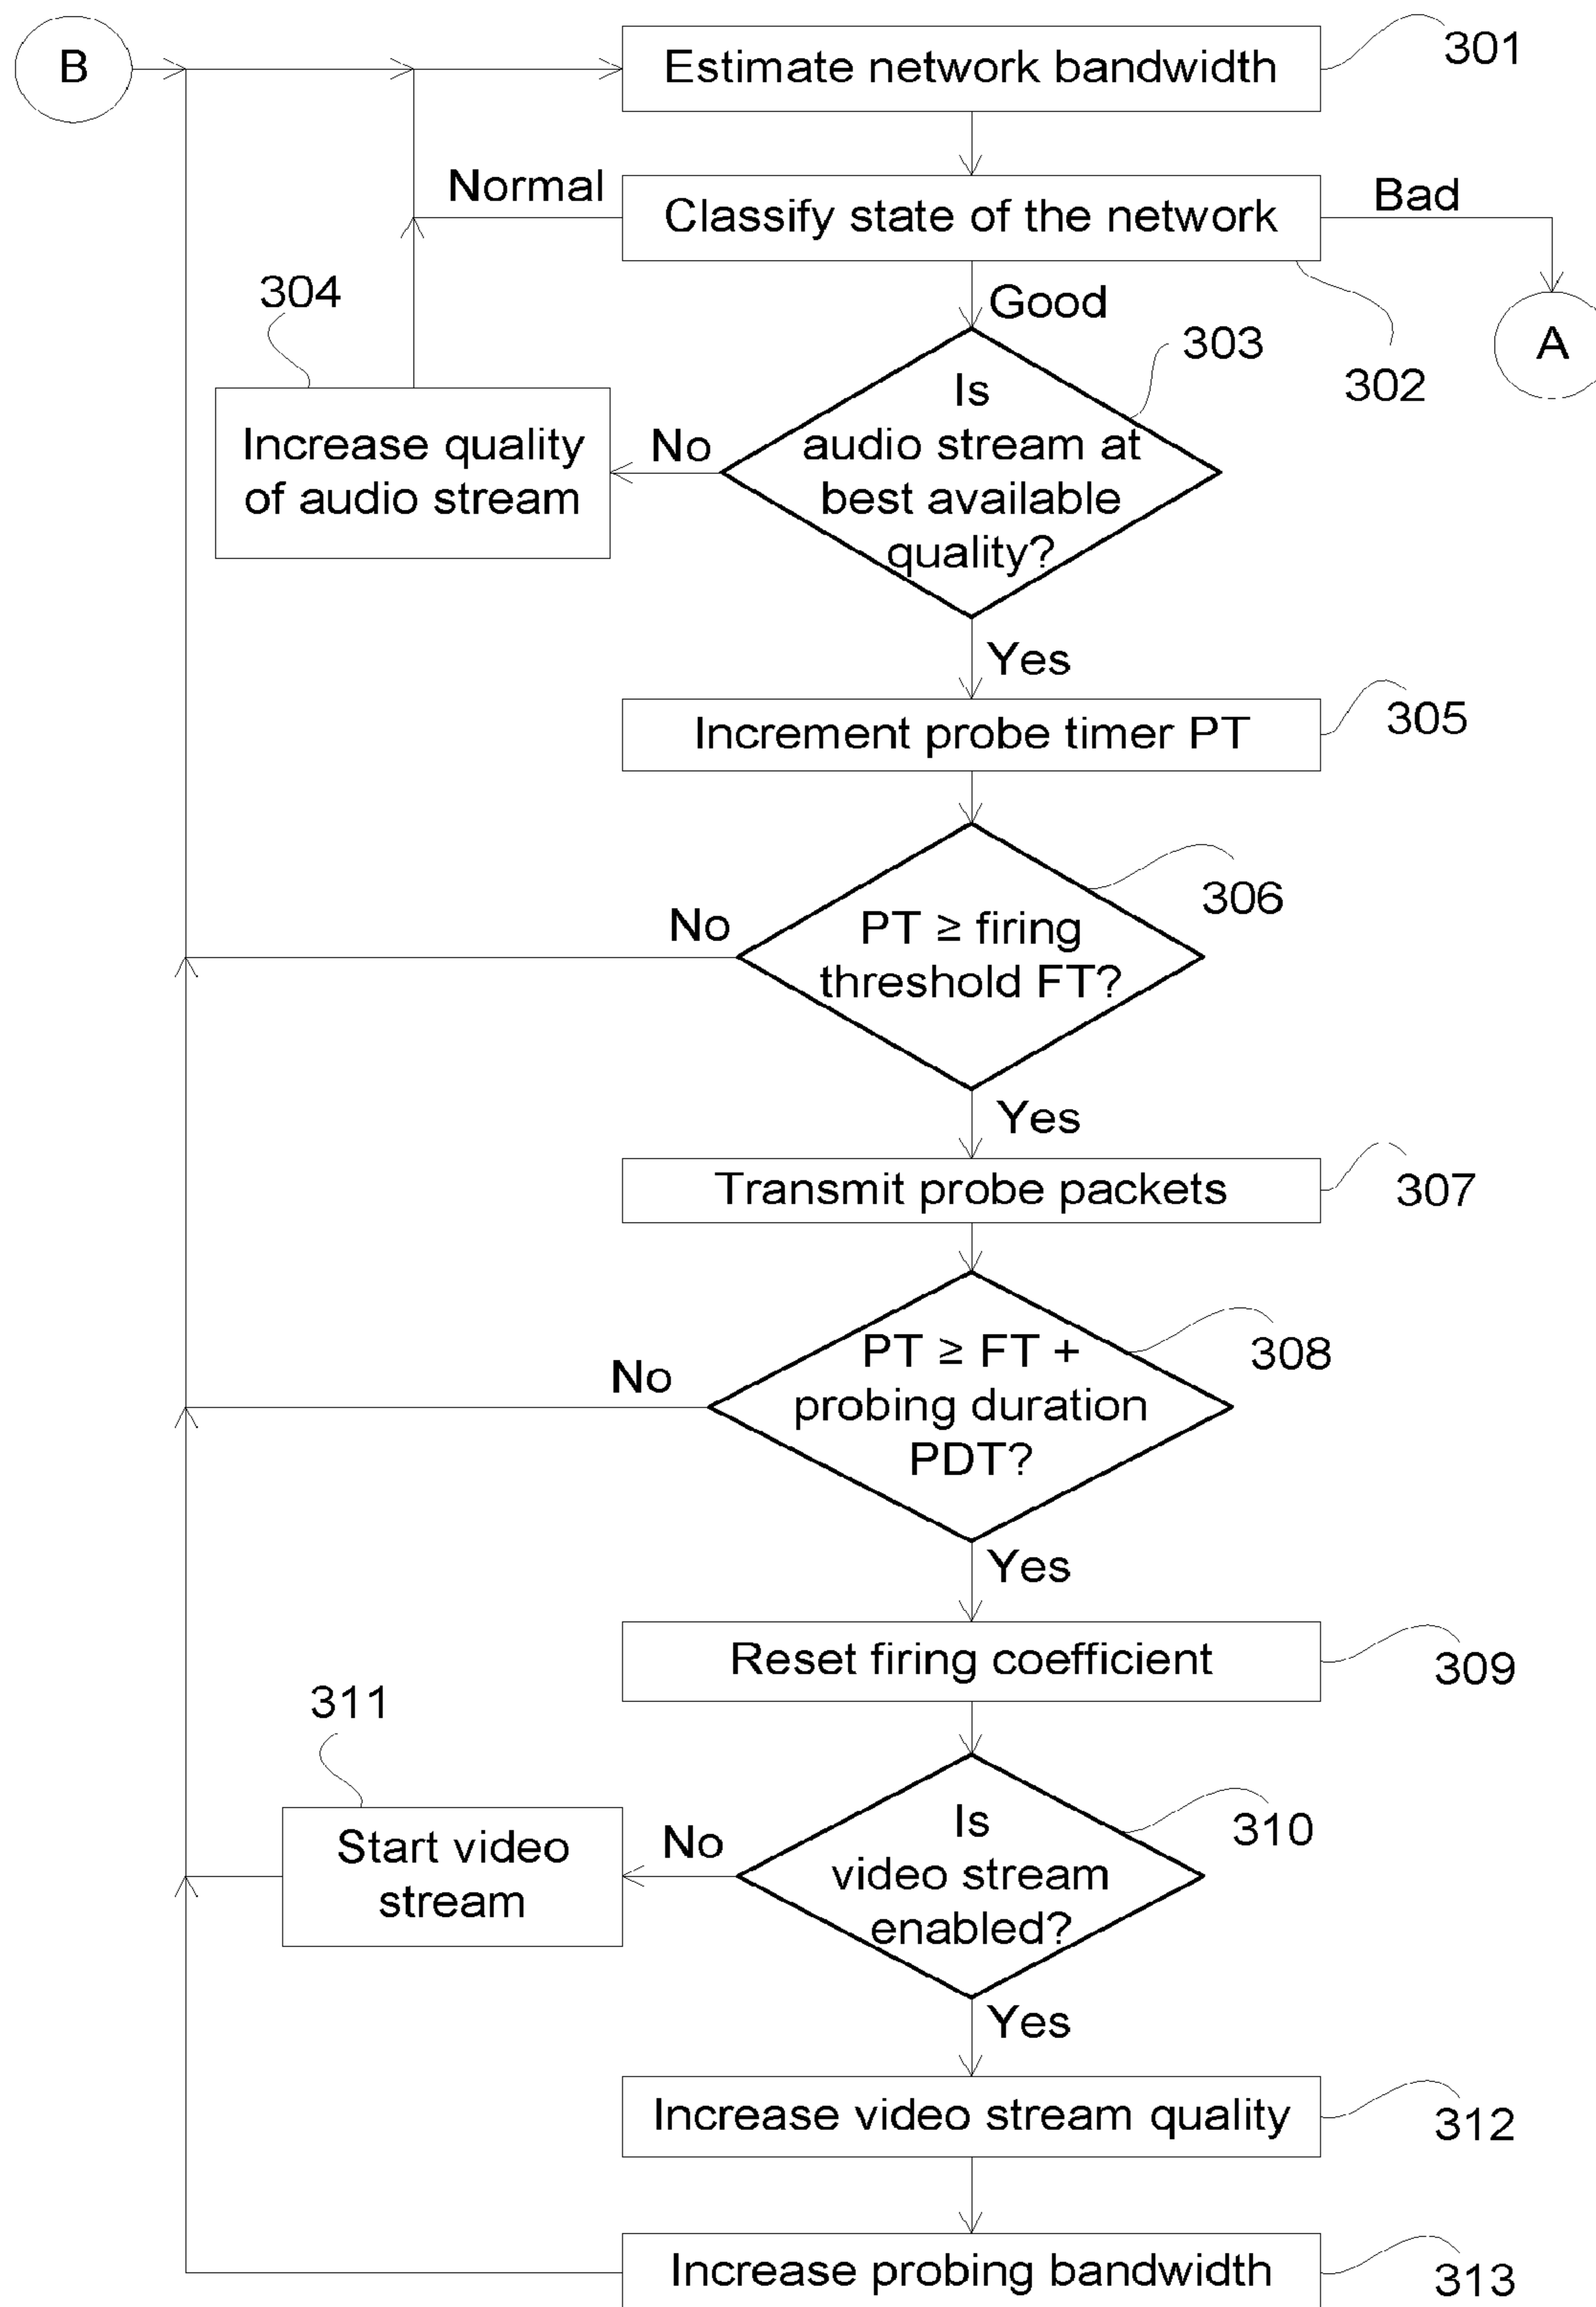 B
Estimate network bandwidth
301
Normal
Classify state of the network
Bad
304
Good
303
A
302
Is
audio stream at
best available
quality?
No
Increase quality
of audio stream
Yes
Increment probe timer PT
305
306
No
PT ≥ firing
threshold FT?
Yes
Transmit probe packets
307
308
No
PT ≥ FT +
probing duration
PDT?
Yes
Reset firing coefficient
309
311
310
Is
video stream
enabled?
No
Start video
stream
Yes
Increase video stream quality
312
Increase probing bandwidth
313